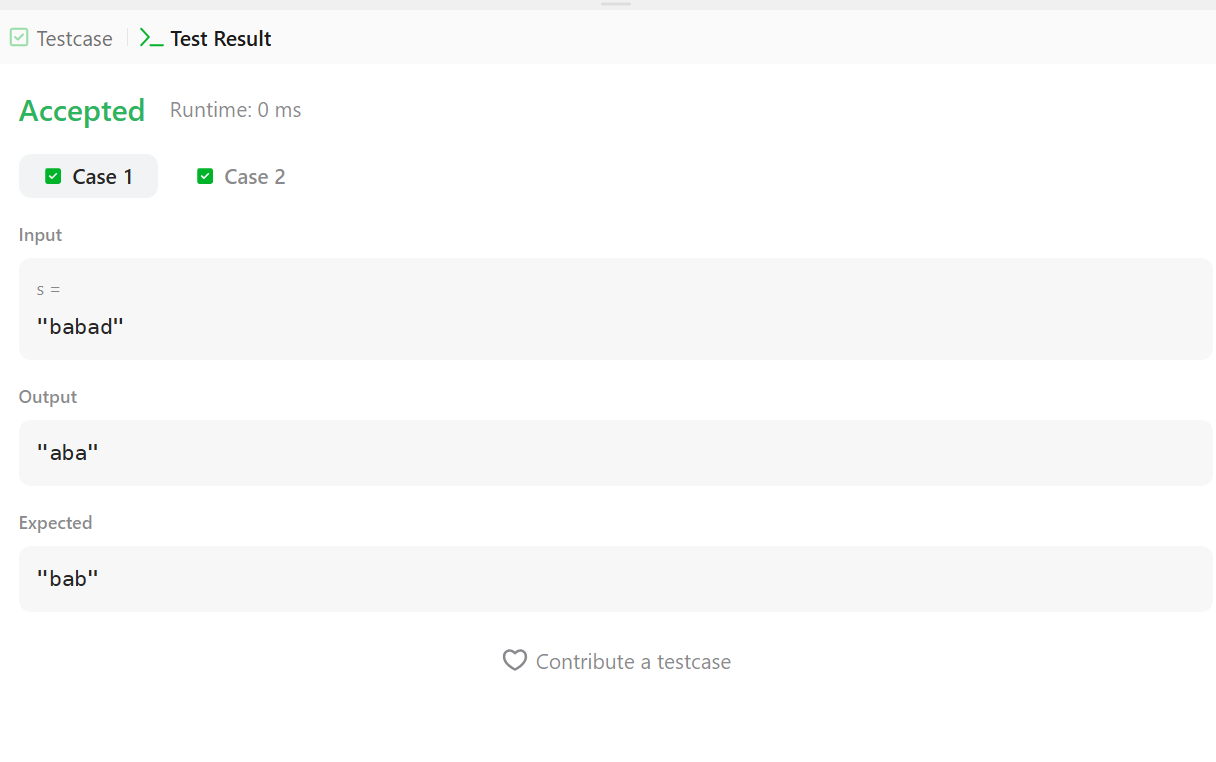 Testcase Test Result
Accepted Runtime: 0 ms
Case 1 Case 2
Input
s =
"babad"
Output
"aba"
Expected
"bab"
Contribute a testcase